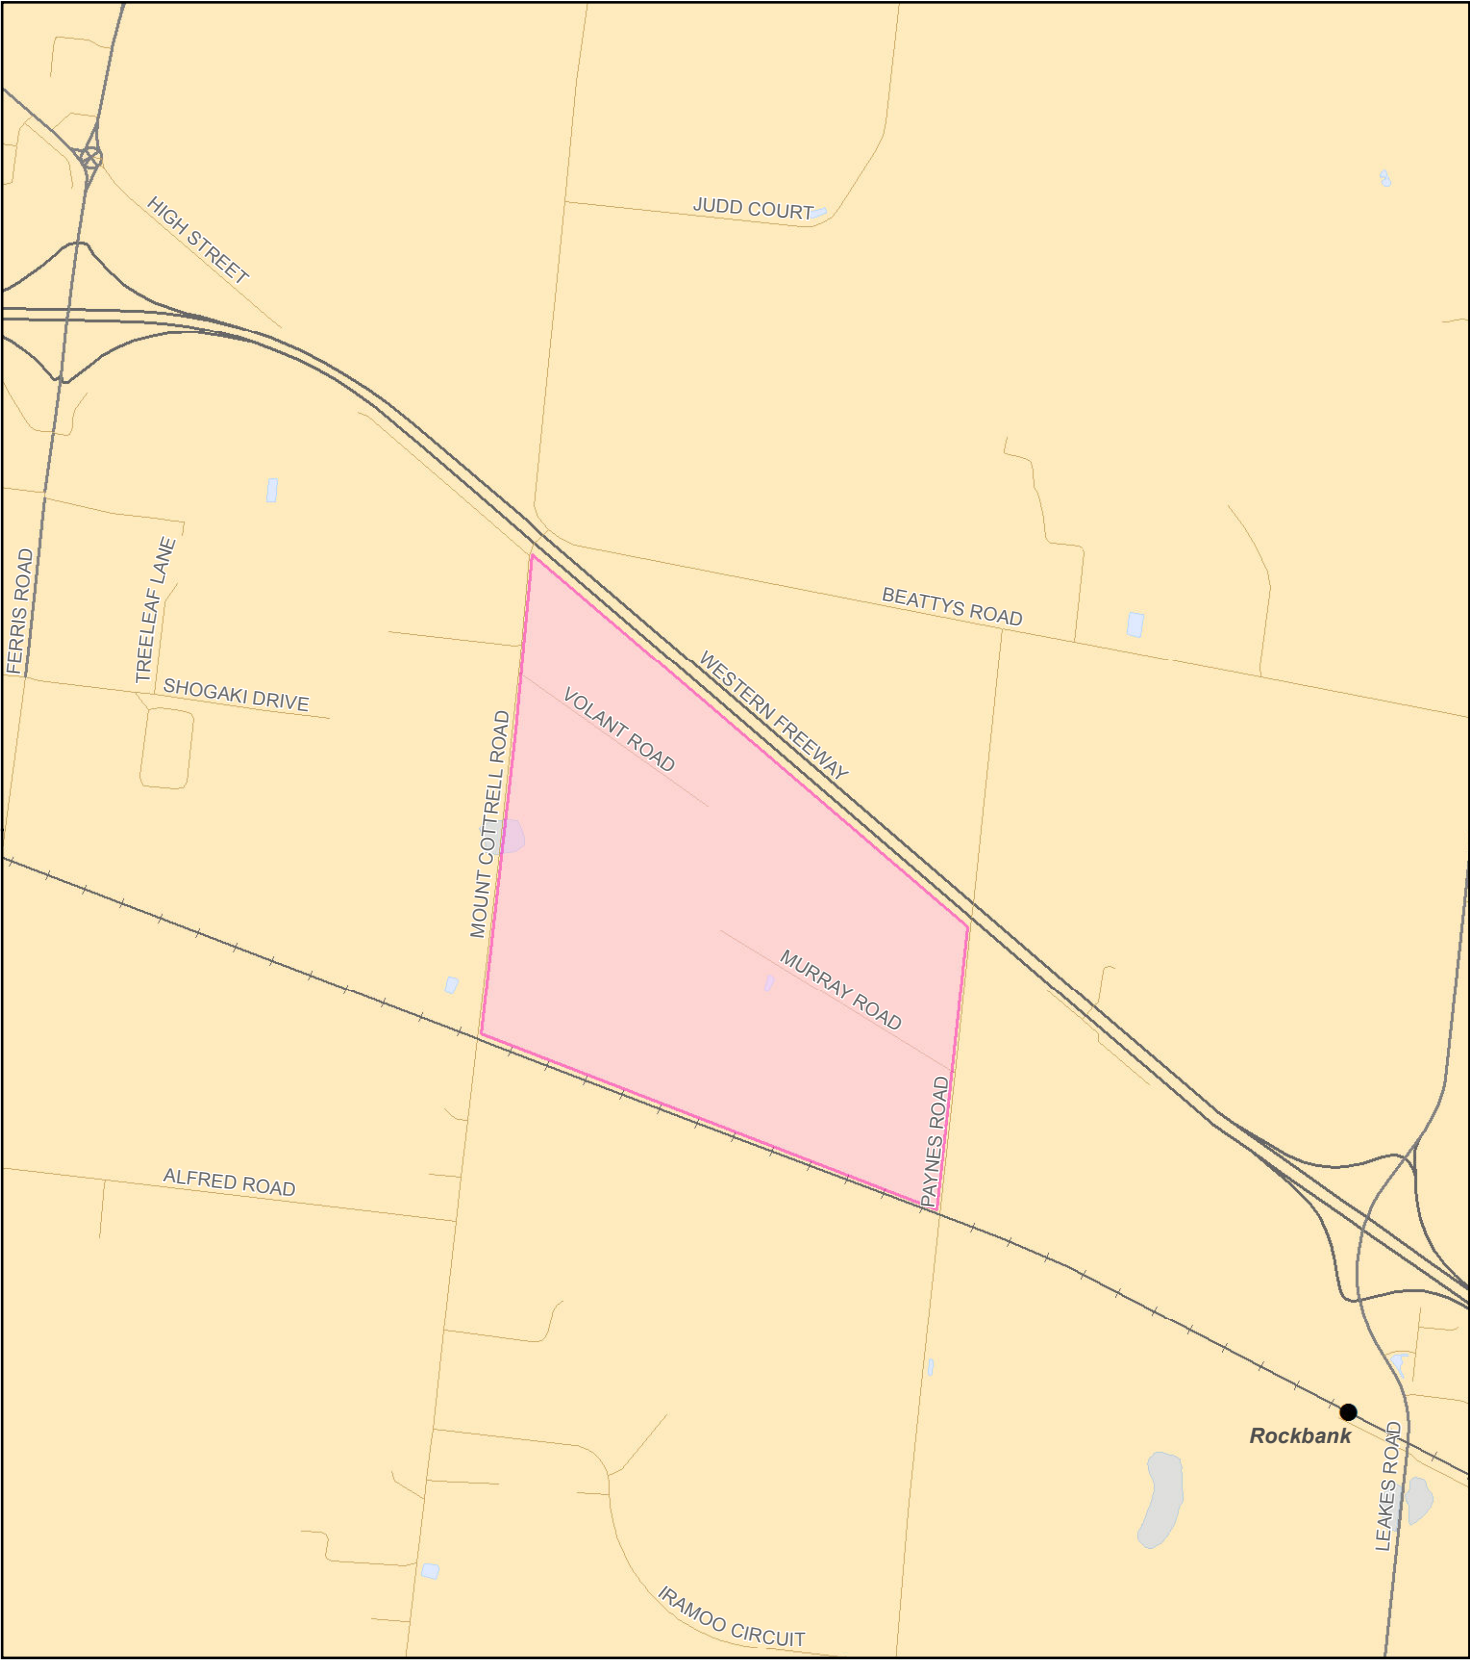 HIGH STREET
JUDD COURT
BEATTYS ROAD
FERRIS ROAD
TREELEAF LANE
SHOGAKI DRIVE
WESTERN FREEWAY
VOLANT ROAD
MOUNT COTTRELL ROAD
MURRAY ROAD
PAYNES ROAD
ALFRED ROAD
Rockbank
LEAKES ROAD
IRAMOO CIRCUIT